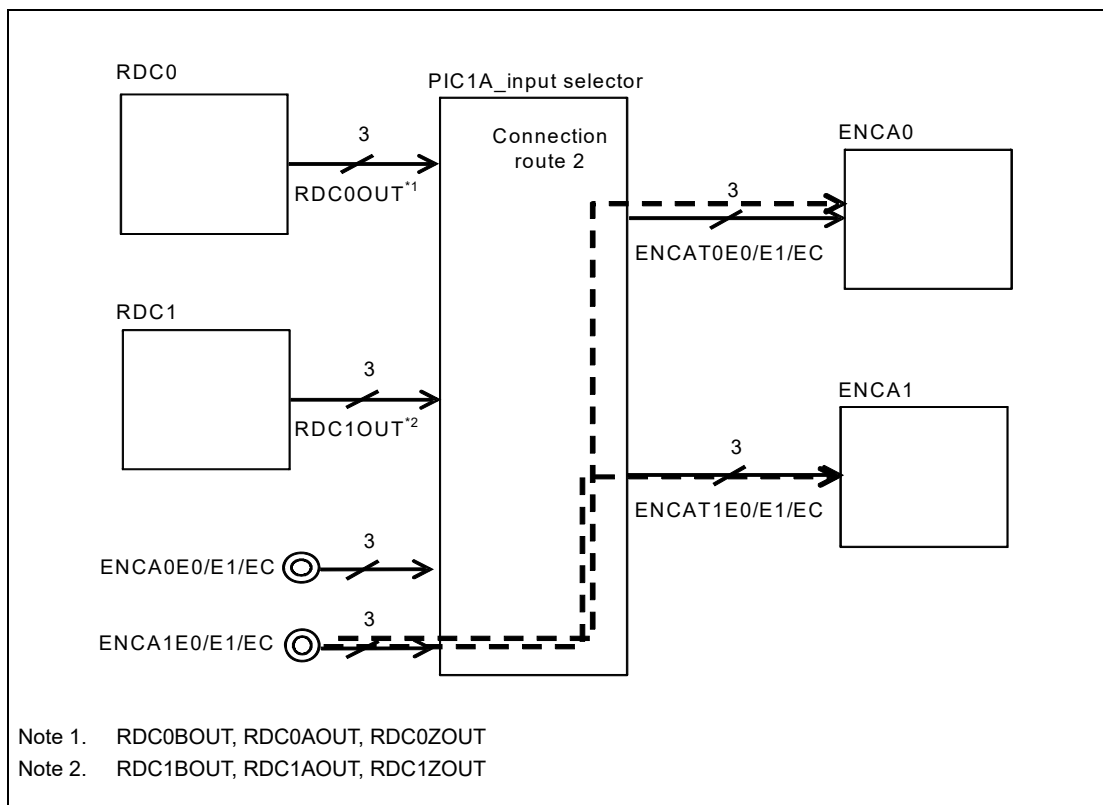 RDC0
PIC1A_input selector
3
Connection
route 2
ENCA0
RDC0OUT*1
3
ENCAT0E0/E1/EC
RDC1
3
RDC1OUT*2
ENCA1
3
ENCAT1E0/E1/EC
3
ENCA0E0/E1/EC
3
ENCA1E0/E1/EC
Note 1. RDC0BOUT, RDC0AOUT, RDC0ZOUT
Note 2. RDC1BOUT, RDC1AOUT, RDC1ZOUT